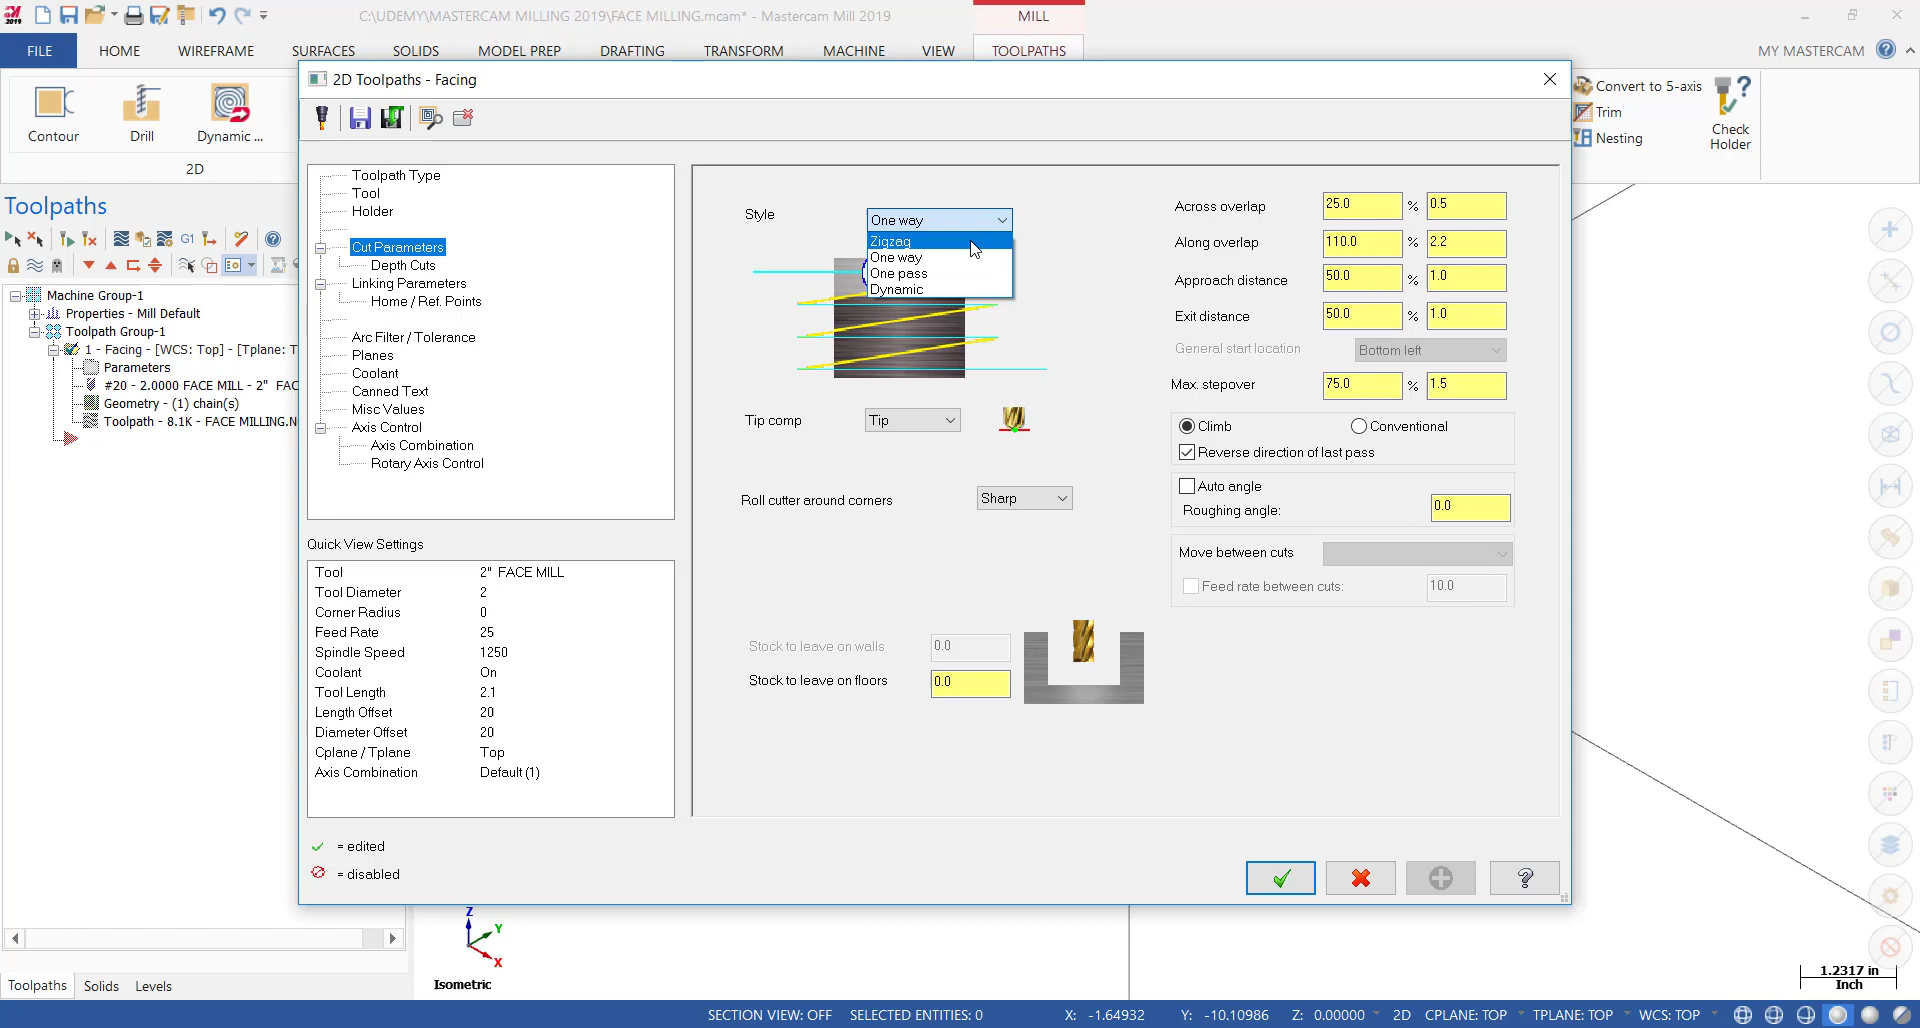 2019
C:\UDEMY\MASTERCAM MILLING 2019\FACE MILLING.mcam* - Mastercam Mill 2019
MILL
FILE HOME WIREFRAME SURFACES SOLIDS MODEL PREP DRAFTING TRANSFORM MACHINE VIEW TOOLPATHS MY MASTERCAM
2D Toolpaths - Facing
Contour Drill Dynamic ...
2D
Convert to 5-axis
Trim
Nesting
Check
Holder
Toolpaths
G1
Machine Group-1
Properties - Mill Default
Toolpath Group-1
1 - Facing - [WCS: Top] - [Tplane: T
Parameters
#20 - 2.0000 FACE MILL - 2" FAC
Geometry - (1) chain(s)
Toolpath - 8.1K - FACE MILLING.N
Toolpath Type
Tool
Holder
Cut Parameters
Depth Cuts
Linking Parameters
Home / Ref. Points
Arc Filter / Tolerance
Planes
Coolant
Canned Text
Misc Values
Axis Control
Axis Combination
Rotary Axis Control
Quick View Settings
Tool 2" FACE MILL
Tool Diameter 2
Corner Radius 0
Feed Rate 25
Spindle Speed 1250
Coolant On
Tool Length 2.1
Length Offset 20
Diameter Offset 20
Cplane / Tplane Top
Axis Combination Default (1)
= edited
= disabled
Style One way
Zigzag
One way
One pass
Dynamic
Tip comp Tip
Roll cutter around corners Sharp
Stock to leave on walls 0.0
Stock to leave on floors 0.0
Across overlap 25.0 % 0.5
Along overlap 110.0 % 2.2
Approach distance 50.0 % 1.0
Exit distance 50.0 % 1.0
General start location Bottom left
Max. stepover 75.0 % 1.5
Climb Conventional
Reverse direction of last pass
Auto angle
Roughing angle: 0.0
Move between cuts
Feed rate between cuts: 10.0
Z
Y
X
Isometric
1.2317 in
Inch
Toolpaths Solids Levels
SECTION VIEW: OFF SELECTED ENTITIES: 0 X: -1.64932 Y: -10.10986 Z: 0.00000 2D CPLANE: TOP TPLANE: TOP WCS: TOP